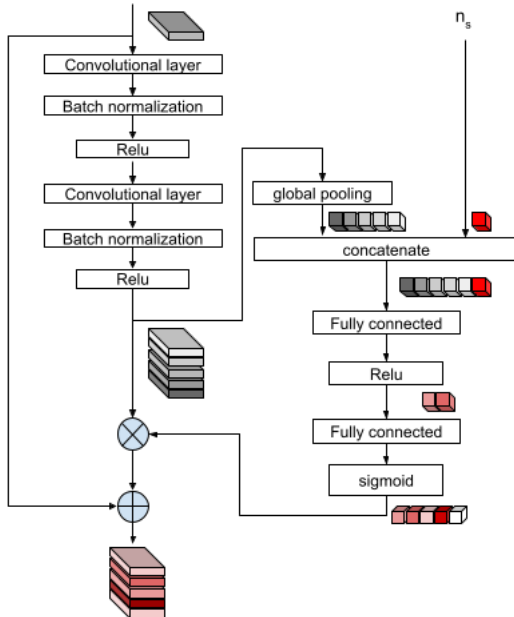 n_s
Convolutional layer
Batch normalization
Relu
Convolutional layer
Batch normalization
Relu
global pooling
concatenate
Fully connected
Relu
Fully connected
sigmoid